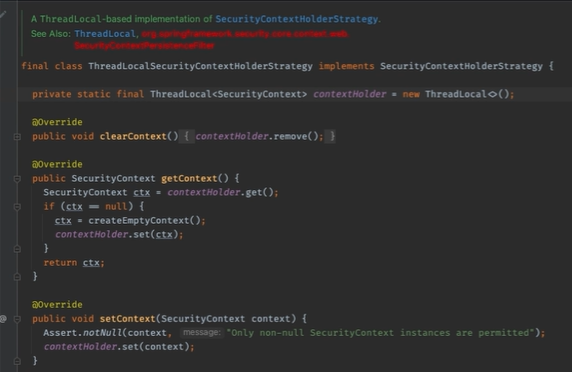 A ThreadLocal-based implementation of SecurityContextHolderStrategy.
See Also: ThreadLocal, org.springframework.security.core.context.web.
SecurityContextPersistenceFilter
final class ThreadLocalSecurityContextHolderStrategy implements SecurityContextHolderStrategy {
private static final ThreadLocal<SecurityContext> contextHolder = new ThreadLocal<>();
@Override
public void clearContext() { contextHolder.remove(); }
@Override
public SecurityContext getContext() {
SecurityContext ctx = contextHolder.get();
if (ctx == null) {
ctx = createEmptyContext();
contextHolder.set(ctx);
}
return ctx;
}
@Override
public void setContext(SecurityContext context) {
Assert.notNull(context, message: "Only non-null SecurityContext instances are permitted");
contextHolder.set(context);
}